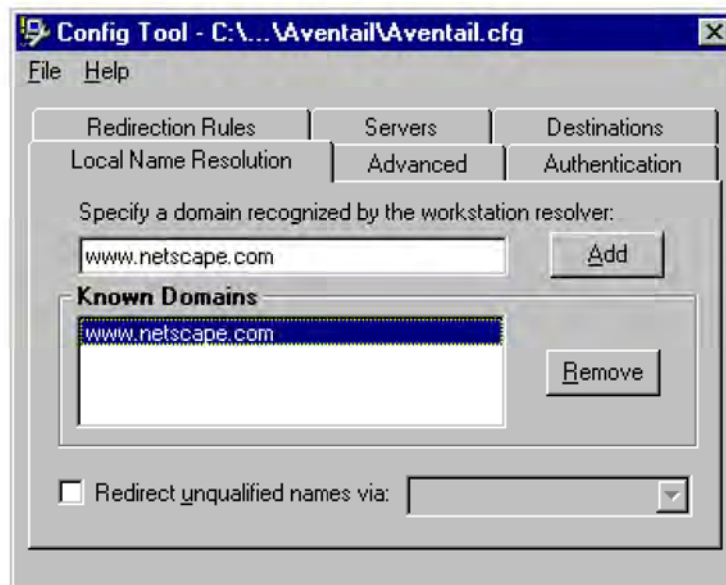 Config Tool - C:\...\Aventail\Aventail.cfg
File Help
Redirection Rules Servers Destinations
Local Name Resolution Advanced Authentication
Specify a domain recognized by the workstation resolver:
www.netscape.com Add
Known Domains
www.netscape.com
Remove
Redirect unqualified names via: